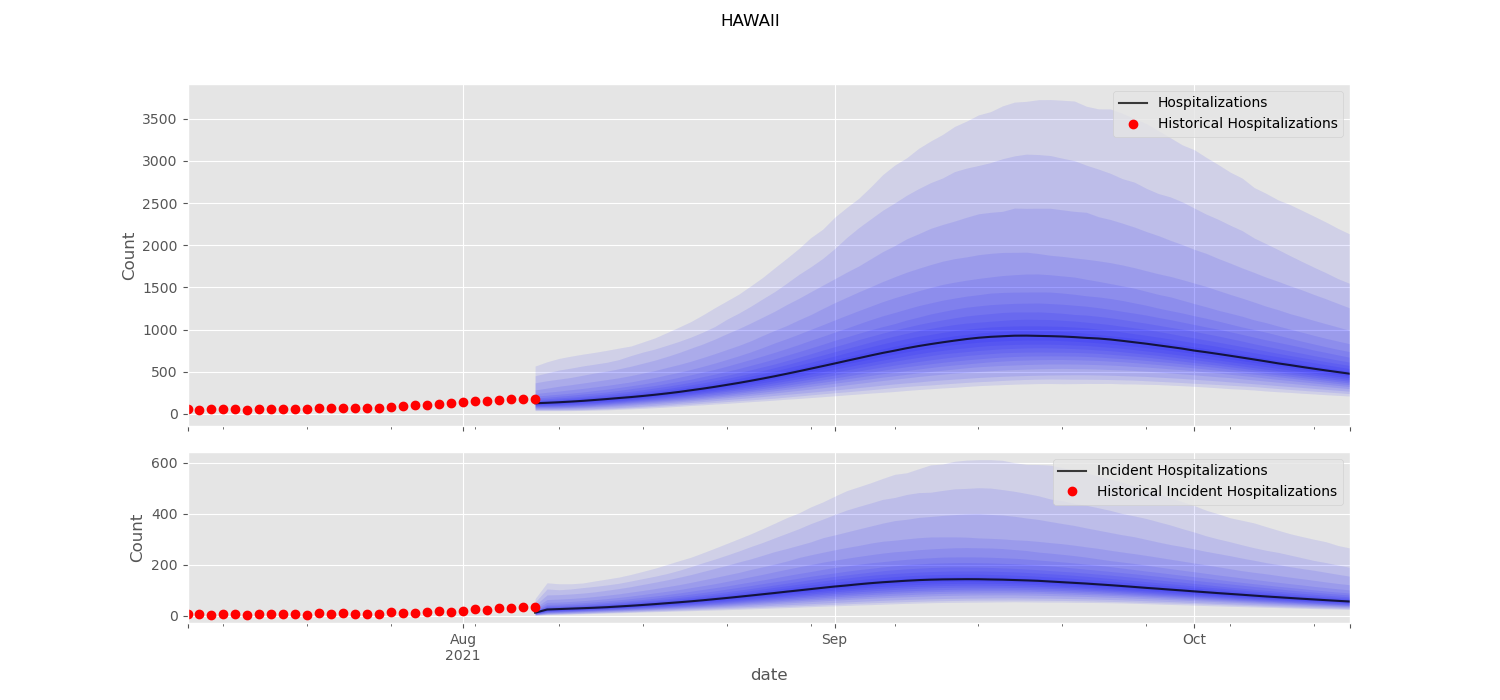 HAWAII
Hospitalizations
Historical Hospitalizations
3500
3000
2500
2000
1500
1000
500
0
Count
Incident Hospitalizations
Historical Incident Hospitalizations
600
400
200
0
Count
Aug
2021
Sep
Oct
date